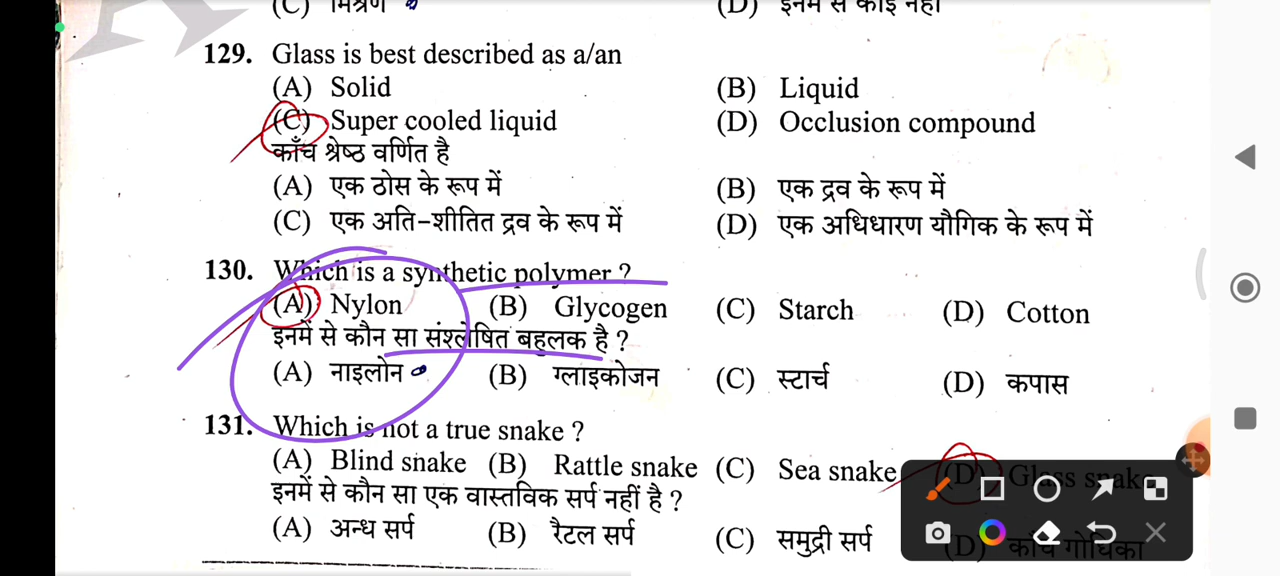 (C) मिश्रण (D) इनमें से कोई नहीं
129. Glass is best described as a/an
(A) Solid (B) Liquid
(C) Super cooled liquid (D) Occlusion compound
काँच श्रेष्ठ वर्णित है
(A) एक ठोस के रूप में (B) एक द्रव के रूप में
(C) एक अति-शीतित द्रव के रूप में (D) एक अधिधारण यौगिक के रूप में
130. Which is a synthetic polymer ?
(A) Nylon (B) Glycogen (C) Starch (D) Cotton
इनमें से कौन सा संश्लेषित बहुलक है ?
(A) नाइलोन (B) ग्लाइकोजन (C) स्टार्च (D) कपास
131. Which is not a true snake ?
(A) Blind snake (B) Rattle snake (C) Sea snake (D) Glass snake
इनमें से कौन सा एक वास्तविक सर्प नहीं है ?
(A) अन्ध सर्प (B) रैटल सर्प (C) समुद्री सर्प (D) काँच गोधिका